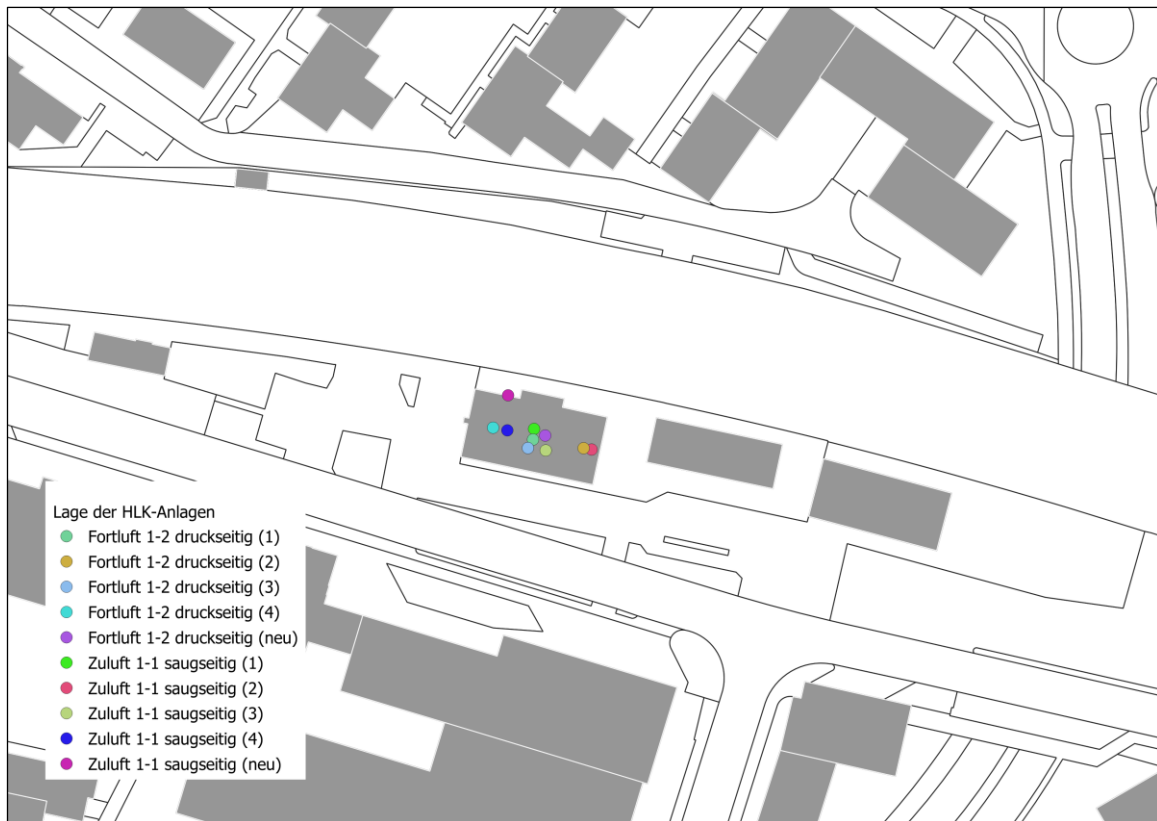 Lage der HLK-Anlagen
Fortluft 1-2 druckseitig (1)
Fortluft 1-2 druckseitig (2)
Fortluft 1-2 druckseitig (3)
Fortluft 1-2 druckseitig (4)
Fortluft 1-2 druckseitig (neu)
Zuluft 1-1 saugseitig (1)
Zuluft 1-1 saugseitig (2)
Zuluft 1-1 saugseitig (3)
Zuluft 1-1 saugseitig (4)
Zuluft 1-1 saugseitig (neu)